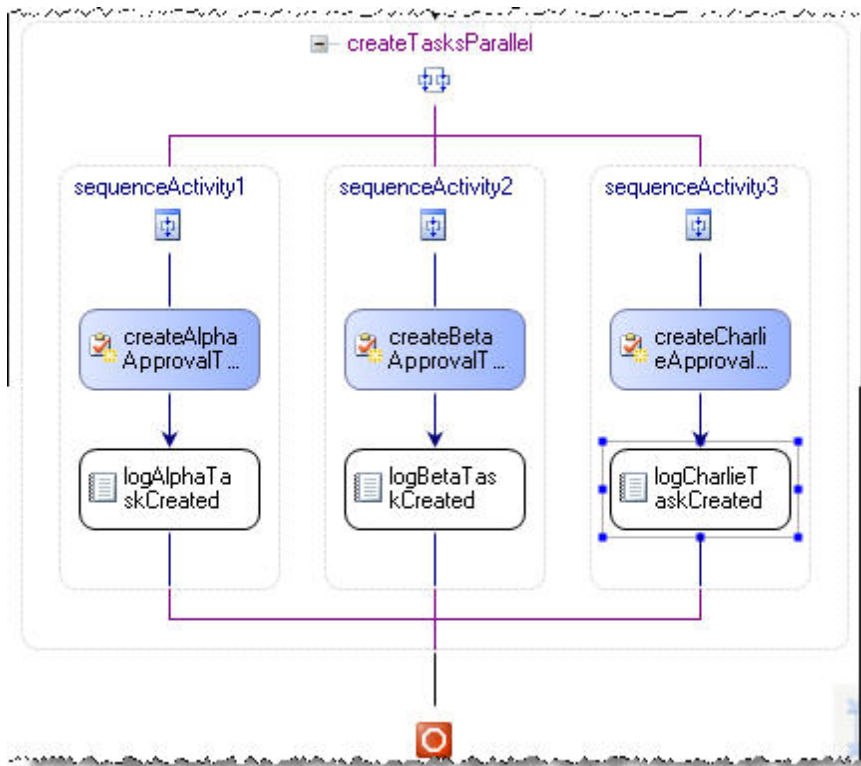 createTasksParallel
sequenceActivity1
sequenceActivity2
sequenceActivity3
createAlpha
ApprovalT...
createBeta
ApprovalT...
createCharli
eApproval...
logAlphaTa
skCreated
logBetaTas
kCreated
logCharlieT
askCreated